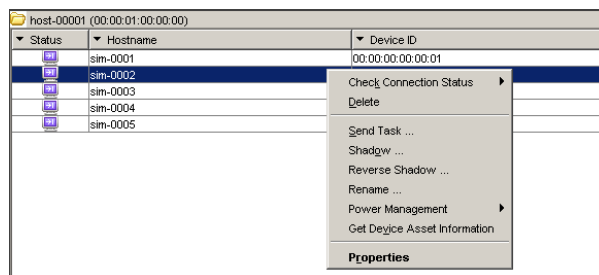 host-00001 (00:00:01:00:00:00)
Status Hostname Device ID
sim-0001 00:00:00:00:00:01
sim-0002
sim-0003
sim-0004
sim-0005
Check Connection Status
Delete
Send Task ...
Shadow ...
Reverse Shadow ...
Rename ...
Power Management
Get Device Asset Information
Properties